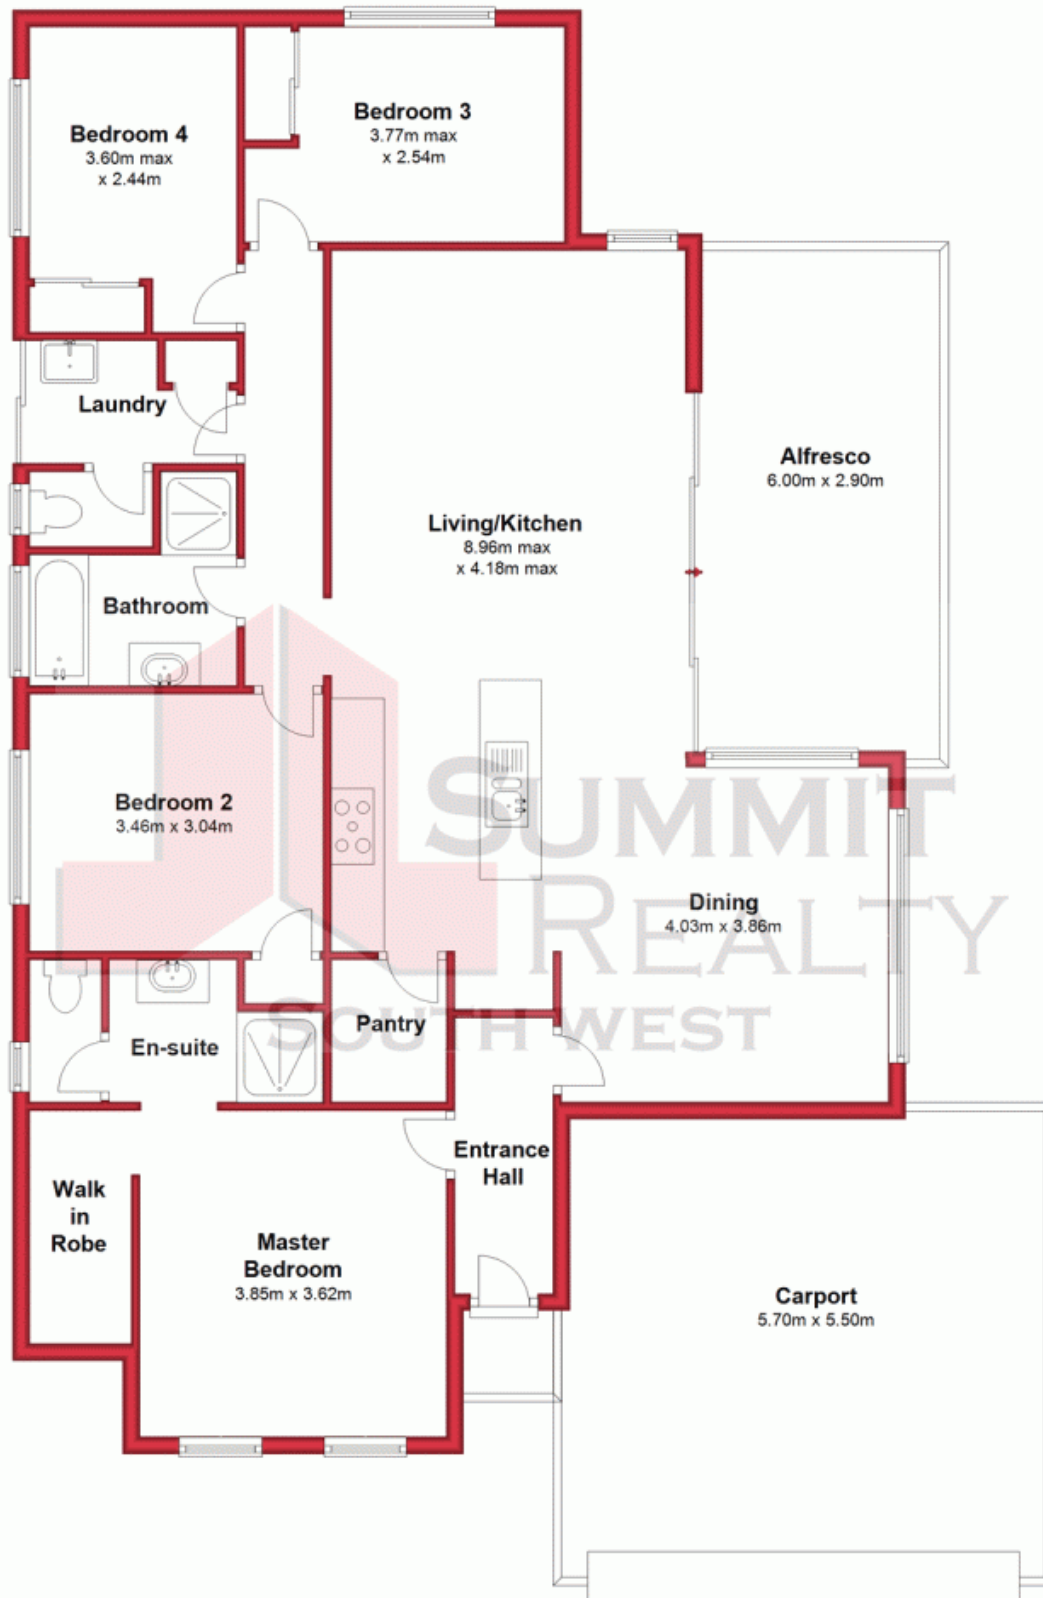 Bedroom 4
3.60m max
x 2.44m
Bedroom 3
3.77m max
x 2.54m
Laundry
Alfresco
6.00m x 2.90m
Living/Kitchen
8.96m max
x 4.18m max
Bathroom
Bedroom 2
3.46m x 3.04m
SUMMIT
REALTY
SOUTH WEST
Dining
4.03m x 3.86m
Pantry
En-suite
Entrance
Hall
Walk
in
Robe
Master
Bedroom
3.85m x 3.62m
Carport
5.70m x 5.50m